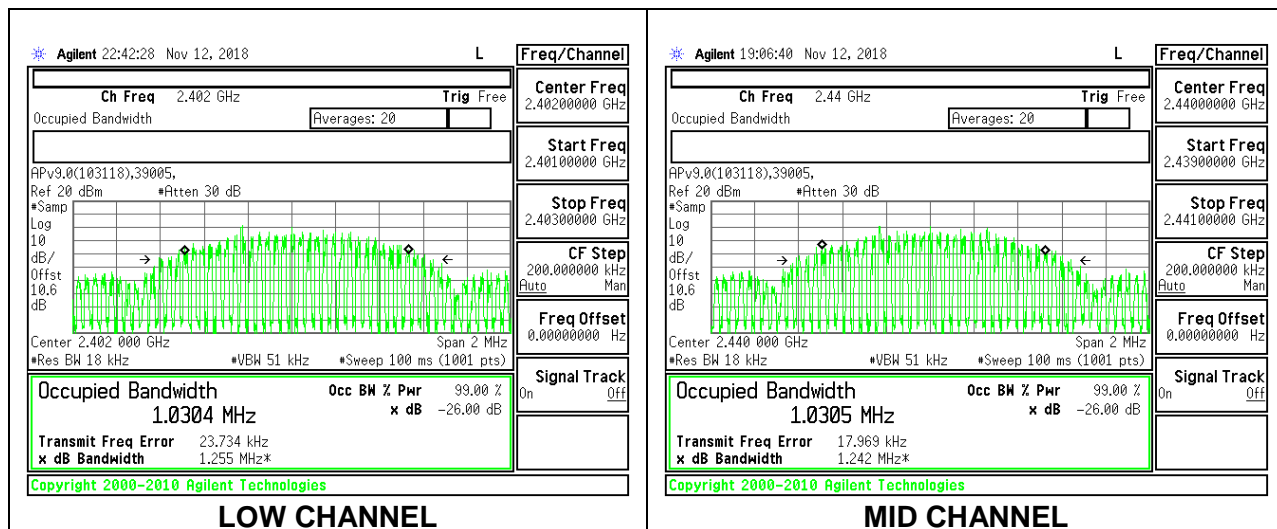 Agilent 22:42:28 Nov 12, 2018 L
Freq/Channel
Ch Freq 2.402 GHz Trig Free
Occupied Bandwidth Averages: 20
APv9.0(103118),39005,
Ref 20 dBm #Atten 30 dB
#Samp
Log
10
dB/
Offst
10.6
dB
Center 2.402 000 GHz Span 2 MHz
#Res BW 18 kHz #VBW 51 kHz #Sweep 100 ms (1001 pts)
Occupied Bandwidth Occ BW % Pwr 99.00 %
1.0304 MHz x dB -26.00 dB
Transmit Freq Error 23.734 kHz
x dB Bandwidth 1.255 MHz*
Copyright 2000-2010 Agilent Technologies
Center Freq
2.40200000 GHz
Start Freq
2.40100000 GHz
Stop Freq
2.40300000 GHz
CF Step
200.000000 kHz
Auto Man
Freq Offset
0.00000000 Hz
Signal Track
On Off
LOW CHANNEL
Agilent 19:06:40 Nov 12, 2018 L
Freq/Channel
Ch Freq 2.44 GHz Trig Free
Occupied Bandwidth Averages: 20
APv9.0(103118),39005,
Ref 20 dBm #Atten 30 dB
#Samp
Log
10
dB/
Offst
10.6
dB
Center 2.440 000 GHz Span 2 MHz
#Res BW 18 kHz #VBW 51 kHz #Sweep 100 ms (1001 pts)
Occupied Bandwidth Occ BW % Pwr 99.00 %
1.0305 MHz x dB -26.00 dB
Transmit Freq Error 17.969 kHz
x dB Bandwidth 1.242 MHz*
Copyright 2000-2010 Agilent Technologies
Center Freq
2.44000000 GHz
Start Freq
2.43900000 GHz
Stop Freq
2.44100000 GHz
CF Step
200.000000 kHz
Auto Man
Freq Offset
0.00000000 Hz
Signal Track
On Off
MID CHANNEL